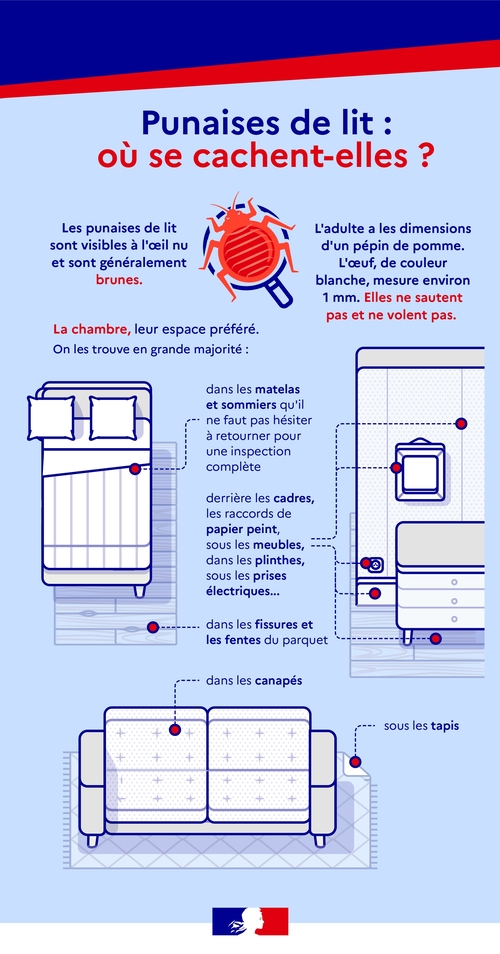 Punaises de lit :
où se cachent-elles ?
Les punaises de lit
sont visibles à l'œil nu
et sont généralement
brunes.
L'adulte a les dimensions
d'un pépin de pomme.
L'œuf, de couleur
blanche, mesure environ
1 mm. Elles ne sautent
pas et ne volent pas.
La chambre, leur espace préféré.
On les trouve en grande majorité :
dans les matelas
et sommiers qu'il
ne faut pas hésiter
à retourner pour
une inspection
complète
derrière les cadres,
les raccords de
papier peint,
sous les meubles,
dans les plinthes,
sous les prises
électriques...
dans les fissures et
les fentes du parquet
dans les canapés
sous les tapis